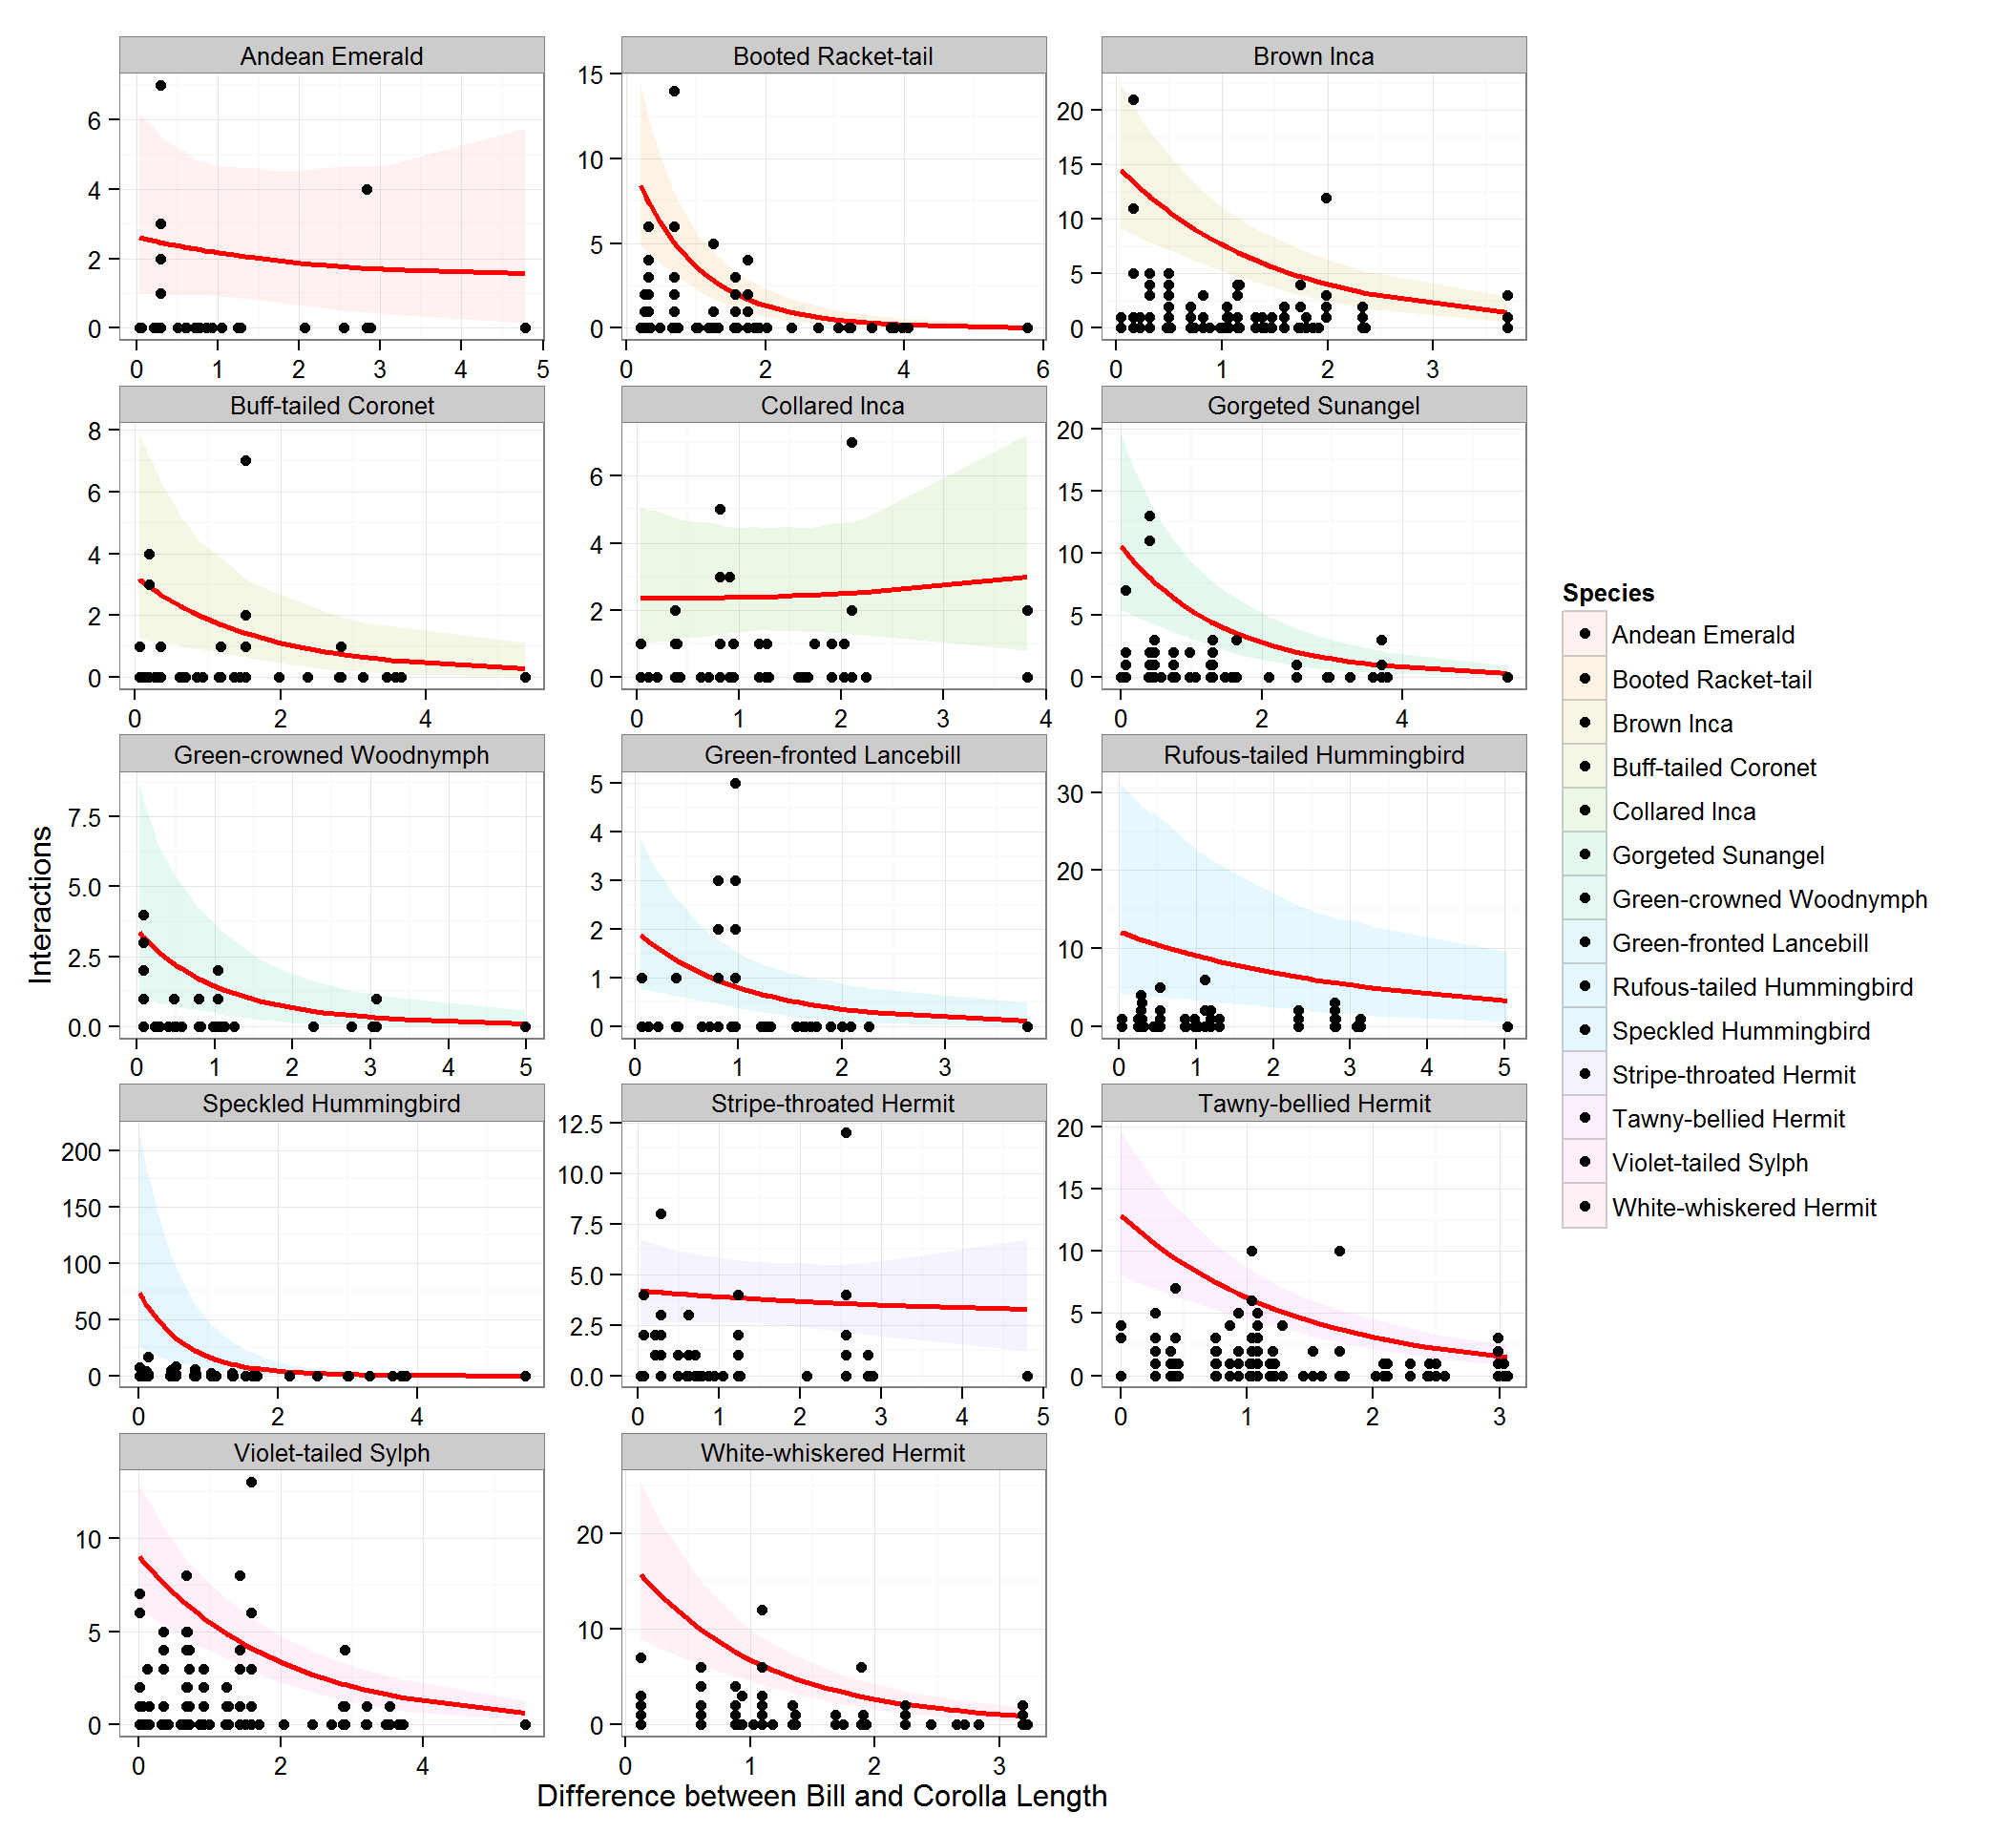 Andean Emerald
Booted Racket-tail
Brown Inca
6
4
2
0
0 1 2 3 4 5
15
10
5
0
0 2 4 6
20
15
10
5
0
0 1 2 3
Buff-tailed Coronet
Collared Inca
Gorgeted Sunangel
8
6
4
2
0
0 2 4
6
4
2
0
0 1 2 3 4
20
15
10
5
0
0 2 4
Green-crowned Woodnymph
Green-fronted Lancebill
Rufous-tailed Hummingbird
7.5
5.0
2.5
0.0
0 1 2 3 4 5
5
4
3
2
1
0
0 1 2 3
30
20
10
0
0 1 2 3 4 5
Speckled Hummingbird
Stripe-throated Hermit
Tawny-bellied Hermit
200
150
100
50
0
0 2 4
12.5
10.0
7.5
5.0
2.5
0.0
0 1 2 3 4 5
20
15
10
5
0
0 1 2 3
Violet-tailed Sylph
White-whiskered Hermit
10
5
0
0 2 4
20
10
0
0 1 2 3
Interactions
Difference between Bill and Corolla Length
Species
Andean Emerald
Booted Racket-tail
Brown Inca
Buff-tailed Coronet
Collared Inca
Gorgeted Sunangel
Green-crowned Woodnymph
Green-fronted Lancebill
Rufous-tailed Hummingbird
Speckled Hummingbird
Stripe-throated Hermit
Tawny-bellied Hermit
Violet-tailed Sylph
White-whiskered Hermit